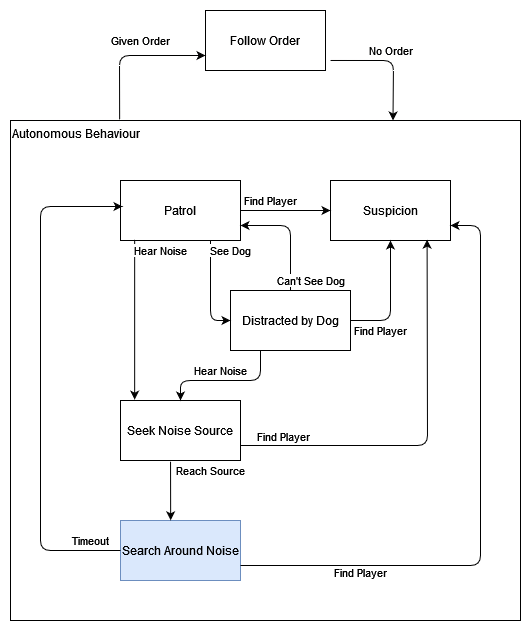 Follow Order
Given Order
No Order
Autonomous Behaviour
Patrol
Find Player
Suspicion
Hear Noise
See Dog
Can't See Dog
Distracted by Dog
Find Player
Hear Noise
Seek Noise Source
Find Player
Reach Source
Timeout
Search Around Noise
Find Player